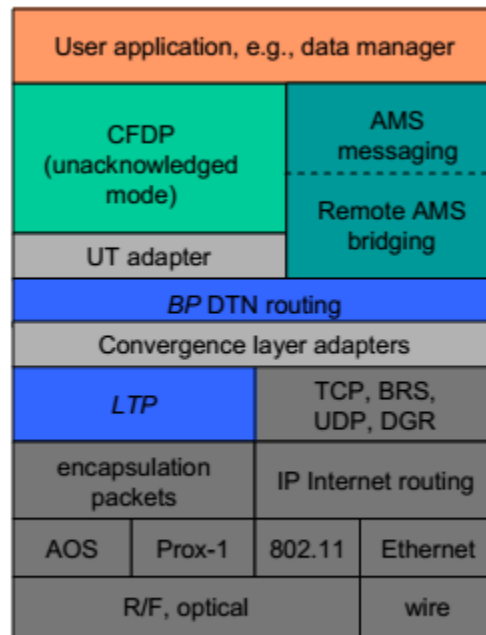 User application, e.g., data manager
CFDP
(unacknowledged
mode)
AMS
messaging
Remote AMS
bridging
UT adapter
BP DTN routing
Convergence layer adapters
LTP
TCP, BRS,
UDP, DGR
encapsulation
packets
IP Internet routing
AOS
Prox-1
802.11
Ethernet
R/F, optical
wire